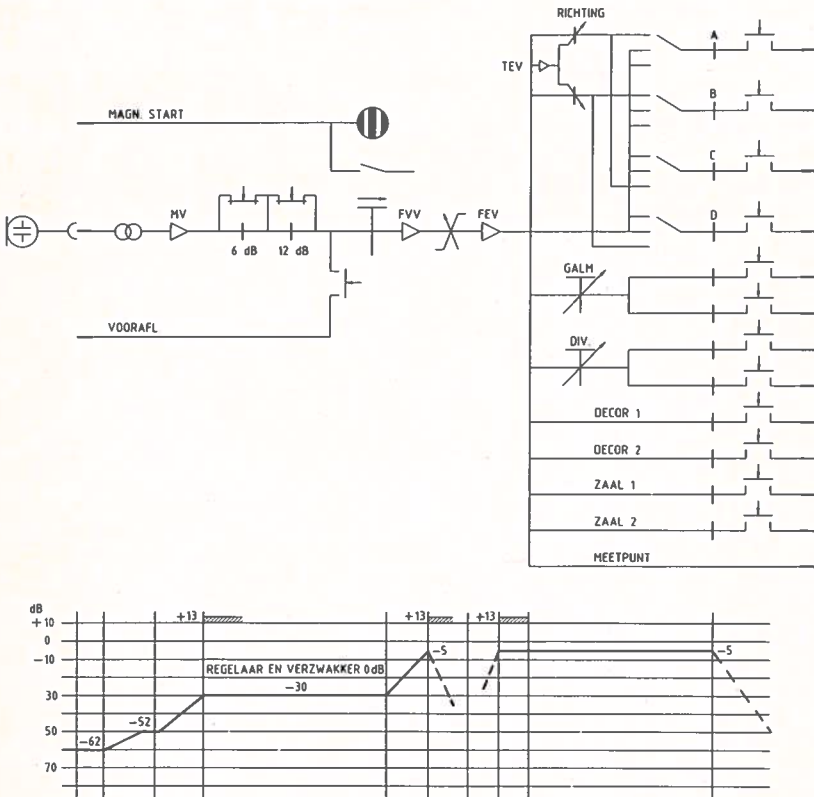 RICHTING
A
TEV
B
MAGN. START
C
MV
FVV
FEV
D
6 dB
12 dB
GALM
VOORAFL
DIV.
DECOR 1
DECOR 2
ZAAL 1
ZAAL 2
MEETPUNT
dB
+10
+13
+13
+13
0
-10
-5
-5
REGELAAR EN VERZWAKKER 0dB
30
-30
-52
50
-62
70